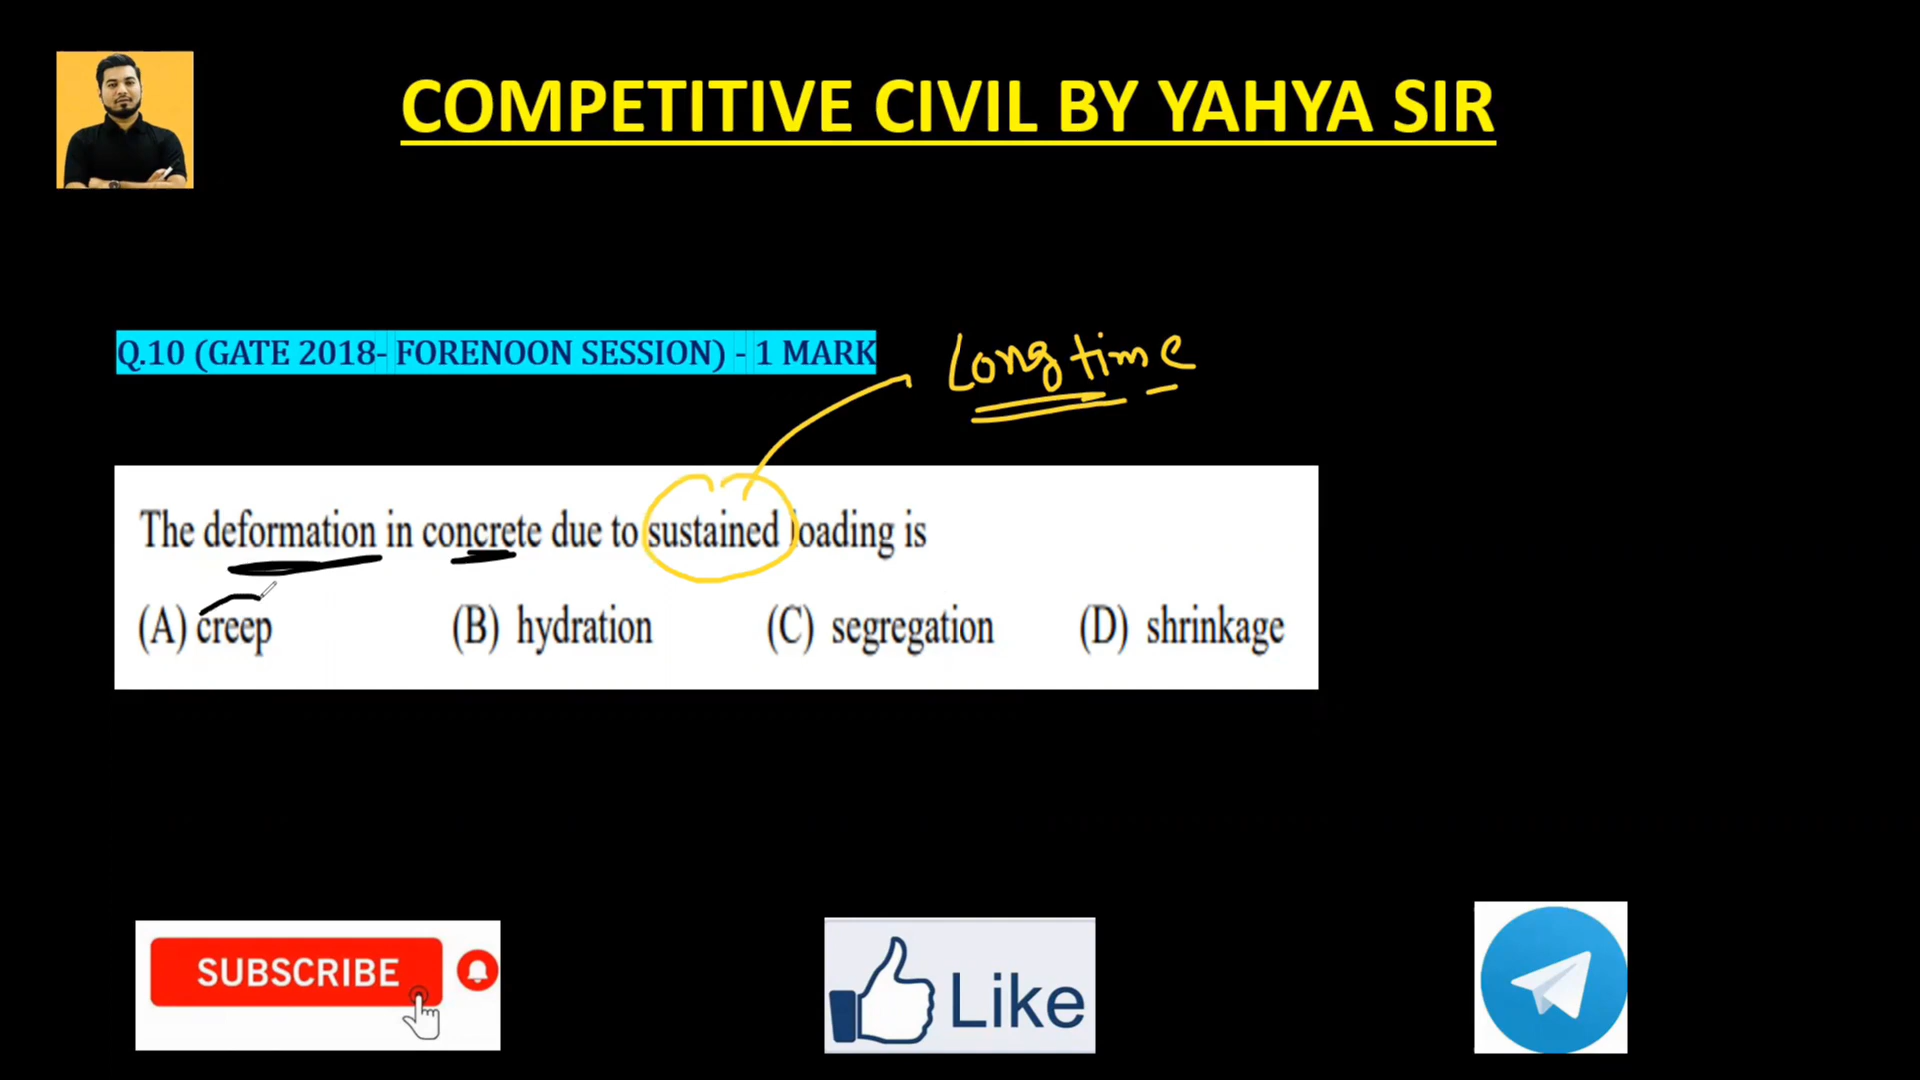 COMPETITIVE CIVIL BY YAHYA SIR
Q.10 (GATE 2018- FORENOON SESSION) - 1 MARK
Long time
The deformation in concrete due to sustained loading is
(A) creep (B) hydration (C) segregation (D) shrinkage
SUBSCRIBE
Like